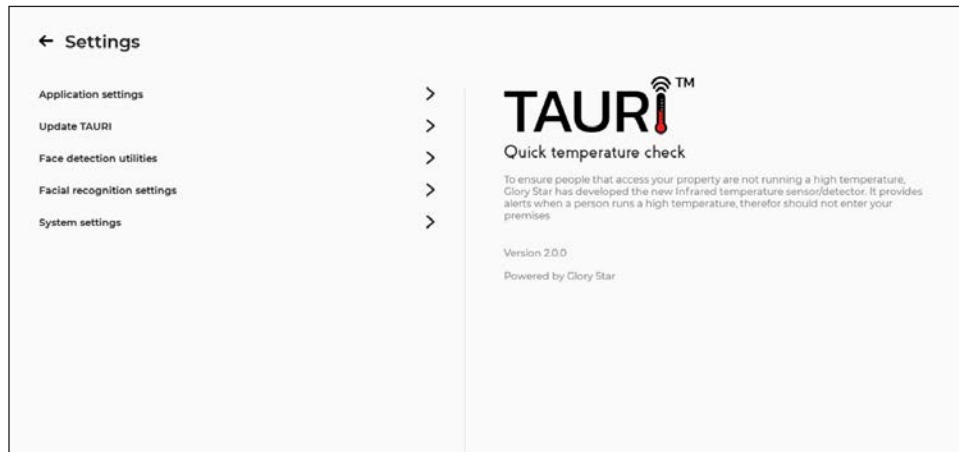 ← Settings
Application settings
Update TAURI
Face detection utilities
Facial recognition settings
System settings
TAURI™
Quick temperature check
To ensure people that access your property are not running a high temperature,
Glory Star has developed the new Infrared temperature sensor/detector. It provides
alerts when a person runs a high temperature, therefor should not enter your
premises
Version 2.0.0
Powered by Glory Star